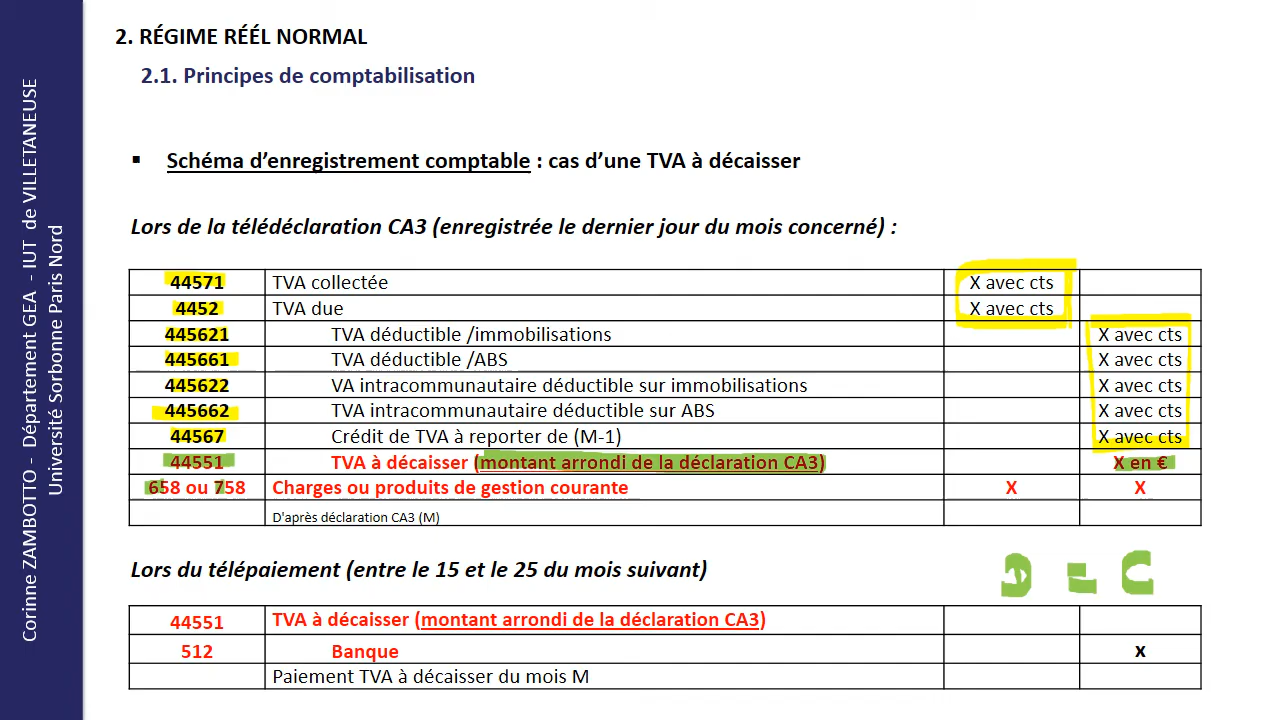 Corinne ZAMBOTTO - Département GEA - IUT de VILLETANEUSE
Université Sorbonne Paris Nord
2. RÉGIME RÉÉL NORMAL
2.1. Principes de comptabilisation
▪ Schéma d'enregistrement comptable : cas d'une TVA à décaisser
Lors de la télédéclaration CA3 (enregistrée le dernier jour du mois concerné) :
44571 TVA collectée X avec cts
4452 TVA due X avec cts
445621 TVA déductible /immobilisations X avec cts
445661 TVA déductible /ABS X avec cts
445622 VA intracommunautaire déductible sur immobilisations X avec cts
445662 TVA intracommunautaire déductible sur ABS X avec cts
44567 Crédit de TVA à reporter de (M-1) X avec cts
44551 TVA à décaisser (montant arrondi de la déclaration CA3) X en €
658 ou 758 Charges ou produits de gestion courante X X
D'après déclaration CA3 (M)
D = C
Lors du télépaiement (entre le 15 et le 25 du mois suivant)
44551 TVA à décaisser (montant arrondi de la déclaration CA3)
512 Banque x
Paiement TVA à décaisser du mois M